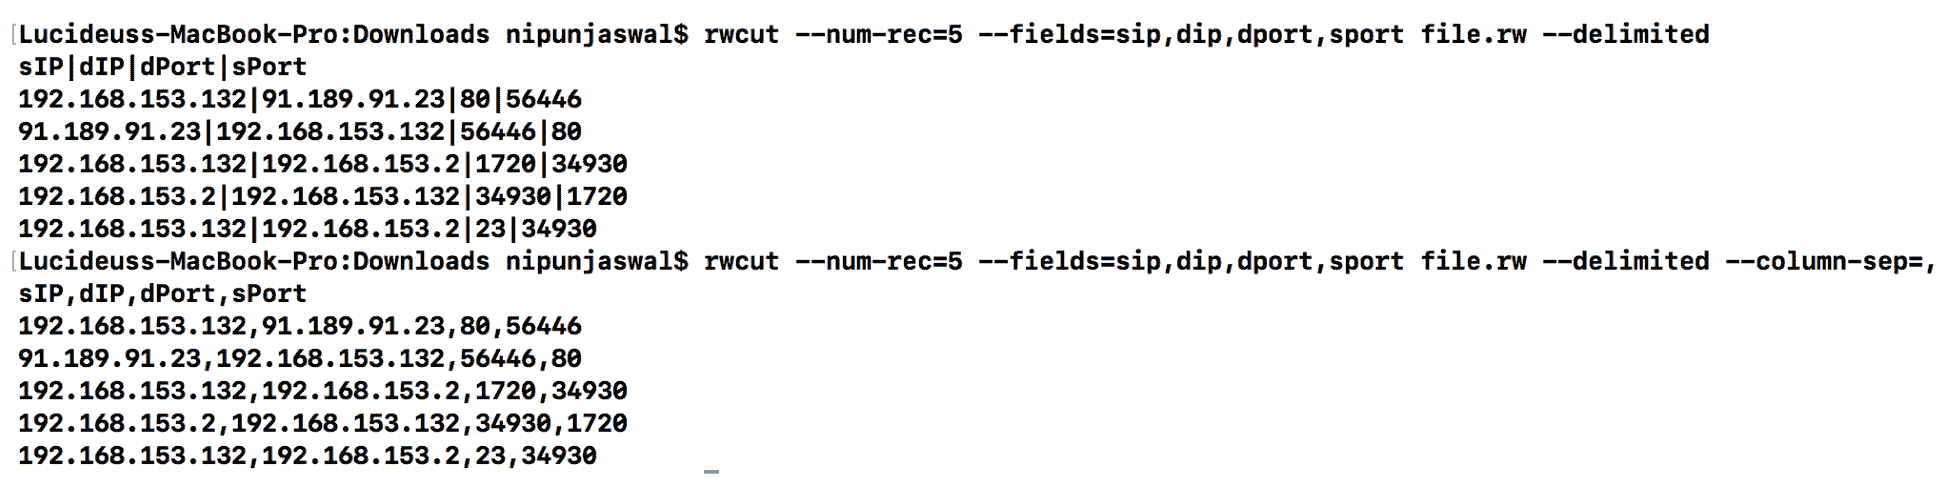 [Lucideuss-MacBook-Pro:Downloads nipunjaswal$ rwcut --num-rec=5 --fields=sip,dip,dport,sport file.rw --delimited
sIP|dIP|dPort|sPort
192.168.153.132|91.189.91.23|80|56446
91.189.91.23|192.168.153.132|56446|80
192.168.153.132|192.168.153.2|1720|34930
192.168.153.2|192.168.153.132|34930|1720
192.168.153.132|192.168.153.2|23|34930
[Lucideuss-MacBook-Pro:Downloads nipunjaswal$ rwcut --num-rec=5 --fields=sip,dip,dport,sport file.rw --delimited --column-sep=,
sIP,dIP,dPort,sPort
192.168.153.132,91.189.91.23,80,56446
91.189.91.23,192.168.153.132,56446,80
192.168.153.132,192.168.153.2,1720,34930
192.168.153.2,192.168.153.132,34930,1720
192.168.153.132,192.168.153.2,23,34930